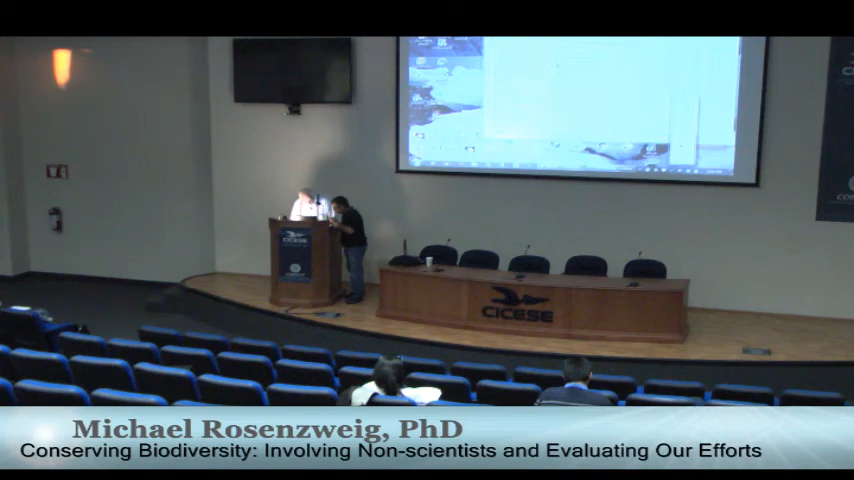 CICESE
CICESE
Michael Rosenzweig, PhD
Conserving Biodiversity: Involving Non-scientists and Evaluating Our Efforts